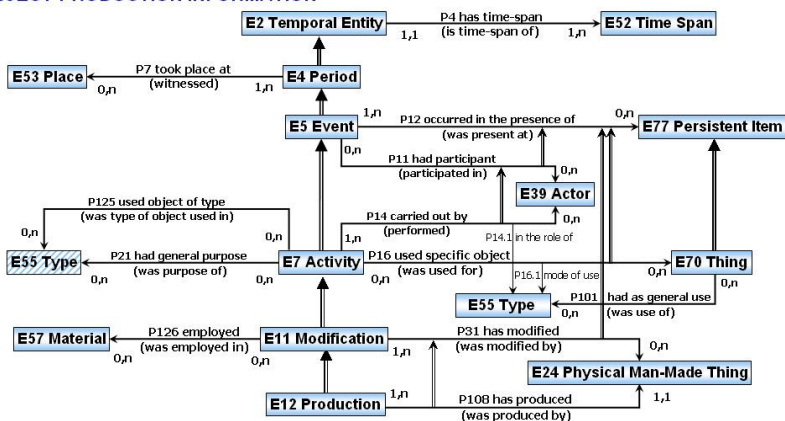 E2 Temporal Entity
P4 has time-span
(is time-span of)
E52 Time Span
1,1
1,n
E53 Place
P7 took place at
(witnessed)
E4 Period
0,n
1,n
E5 Event
1,n
P12 occurred in the presence of
(was present at)
0,n
E77 Persistent Item
0,n
P11 had participant
(participated in)
0,n
E39 Actor
P125 used object of type
(was type of object used in)
0,n
0,n
P14 carried out by
(performed)
1,n
0,n
P14.1 in the role of
E55 Type
P21 had general purpose
(was purpose of)
0,n
0,n
E7 Activity
P16 used specific object
(was used for)
0,n
0,n
E70 Thing
P16.1 mode of use
E55 Type
P101 had as general use
(was use of)
0,n
0,n
E57 Material
P126 employed
(was employed in)
0,n
0,n
E11 Modification
P31 has modified
(was modified by)
1,n
0,n
E24 Physical Man-Made Thing
E12 Production
1,n
P108 has produced
(was produced by)
1,1